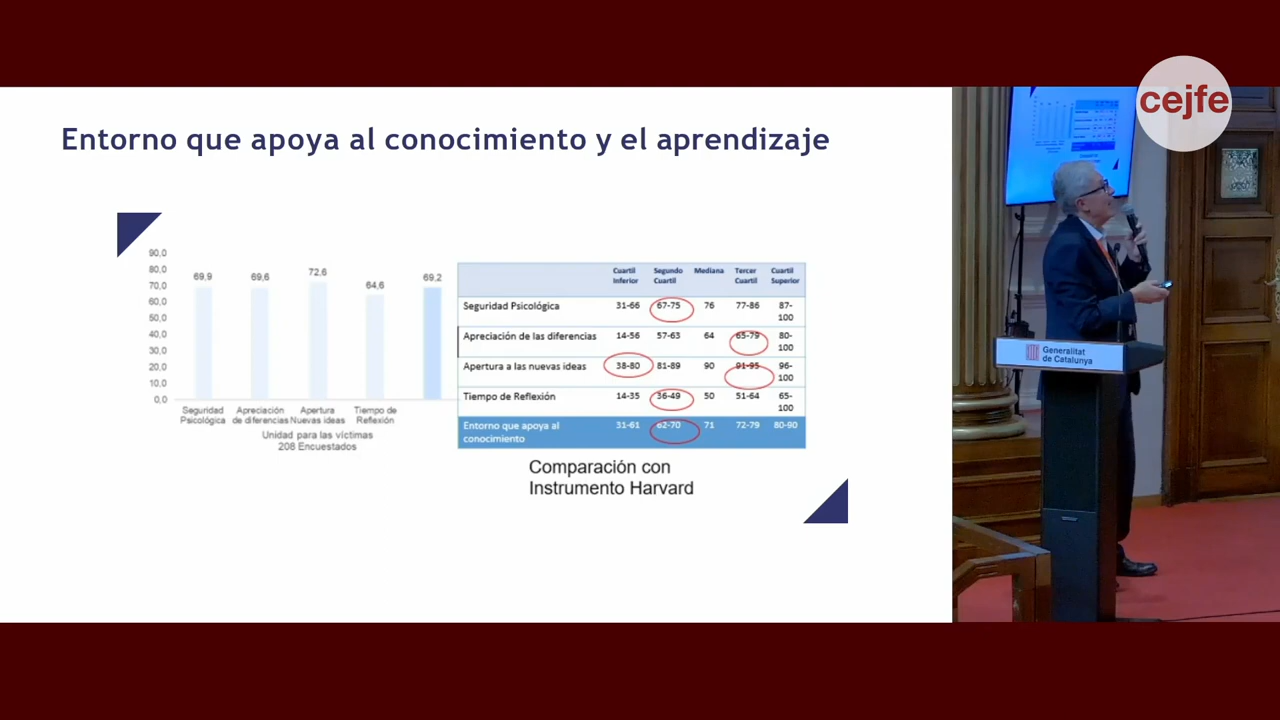 cejfe
Entorno que apoya al conocimiento y el aprendizaje
90,0
80,0
70,0
60,0
50,0
40,0
30,0
20,0
10,0
0,0
69,9
69,6
72,6
64,6
69,2
Seguridad Psicológica
Apreciación de diferencias
Apertura Nuevas ideas
Tiempo de Reflexión
Unidad para las víctimas
208 Encuestados
Cuartil Inferior Segundo Cuartil Mediana Tercer Cuartil Cuartil Superior
Seguridad Psicológica 31-66 67-75 76 77-86 87-100
Apreciación de las diferencias 14-56 57-63 64 65-79 80-100
Apertura a las nuevas ideas 38-80 81-89 90 91-95 96-100
Tiempo de Reflexión 14-35 36-49 50 51-64 65-100
Entorno que apoya al conocimiento 31-61 62-70 71 72-79 80-90
Comparación con
Instrumento Harvard
Generalitat
de Catalunya